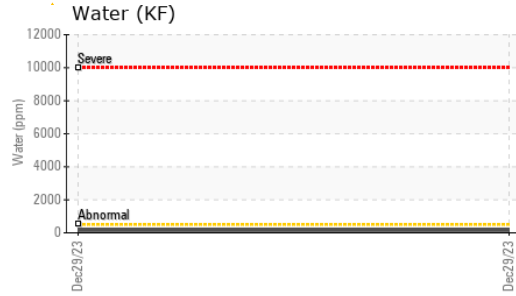 Water (KF)
12000
Severe
10000
8000
Water (ppm)
6000
4000
2000
Abnormal
0
Dec29/23
Dec29/23